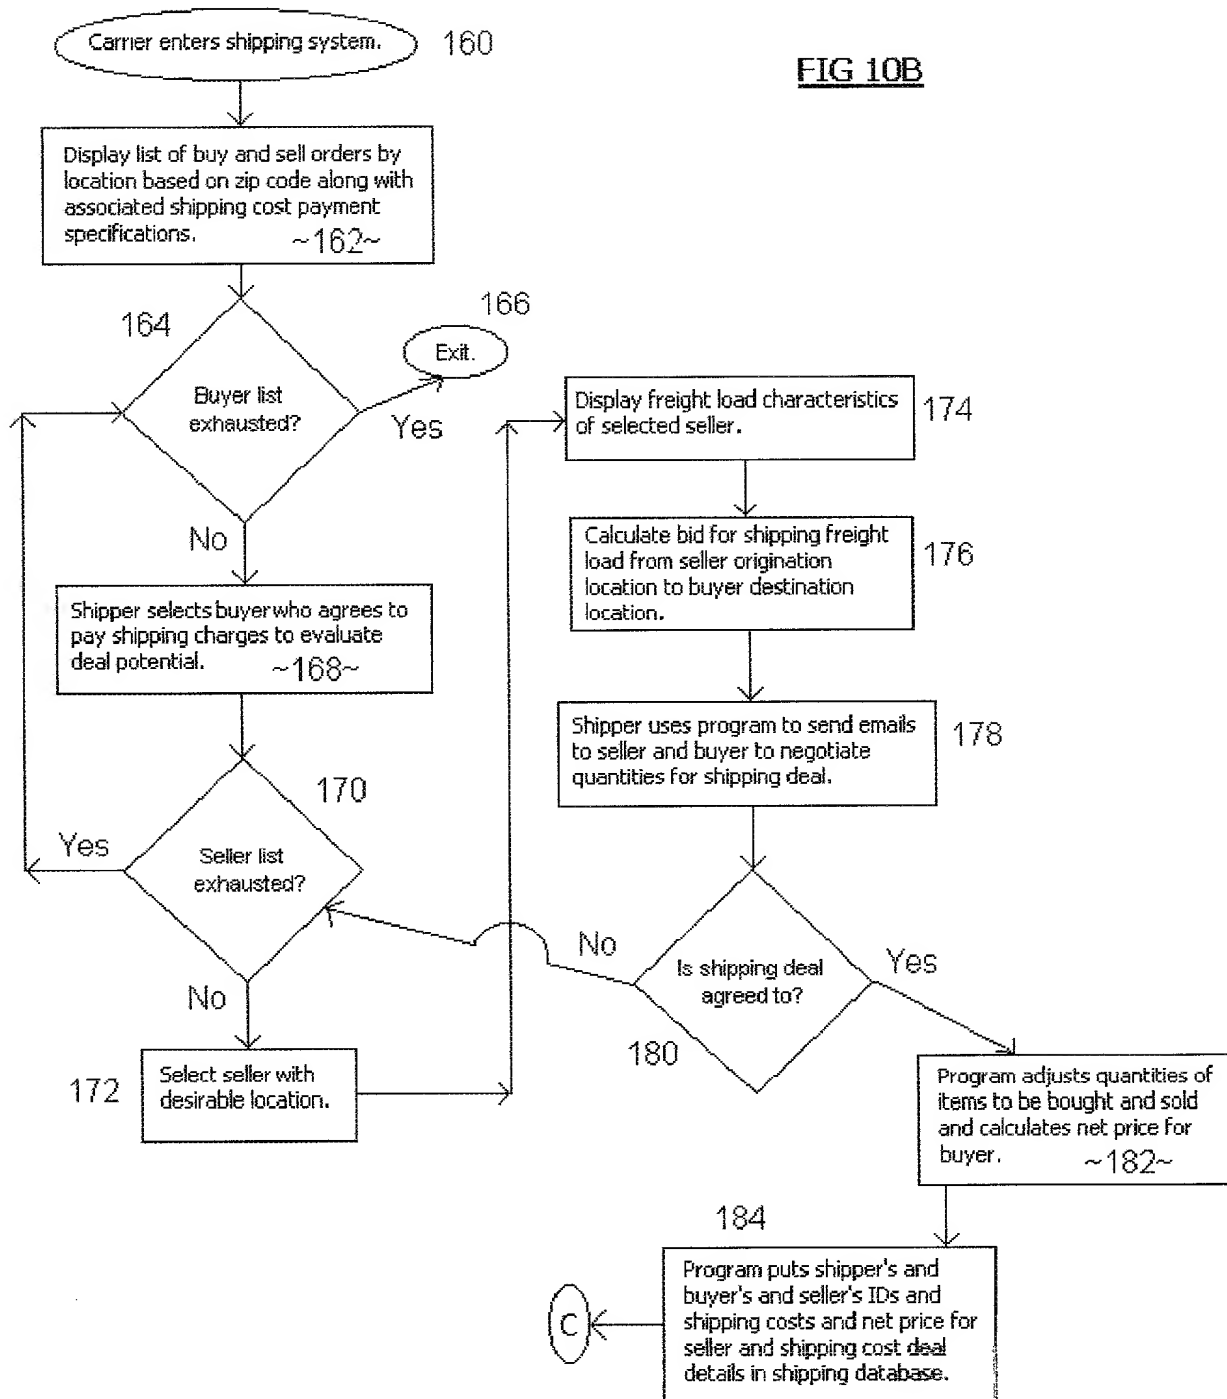 Carrier enters shipping system.
160
FIG 10B
Display list of buy and sell orders by
location based on zip code along with
associated shipping cost payment
specifications.
~162~
164
166
Exit.
Buyer list
exhausted?
Yes
No
Shipper selects buyer who agrees to
pay shipping charges to evaluate
deal potential.
~168~
170
Yes
Seller list
exhausted?
No
172
Select seller with
desirable location.
Display freight load characteristics
of selected seller.
174
Calculate bid for shipping freight
load from seller origination
location to buyer destination
location.
176
Shipper uses program to send emails
to seller and buyer to negotiate
quantities for shipping deal.
178
No
Is shipping deal
agreed to?
Yes
180
Program adjusts quantities of
items to be bought and sold
and calculates net price for
buyer.
~182~
184
Program puts shipper's and
buyer's and seller's IDs and
shipping costs and net price for
seller and shipping cost deal
details in shipping database.
C